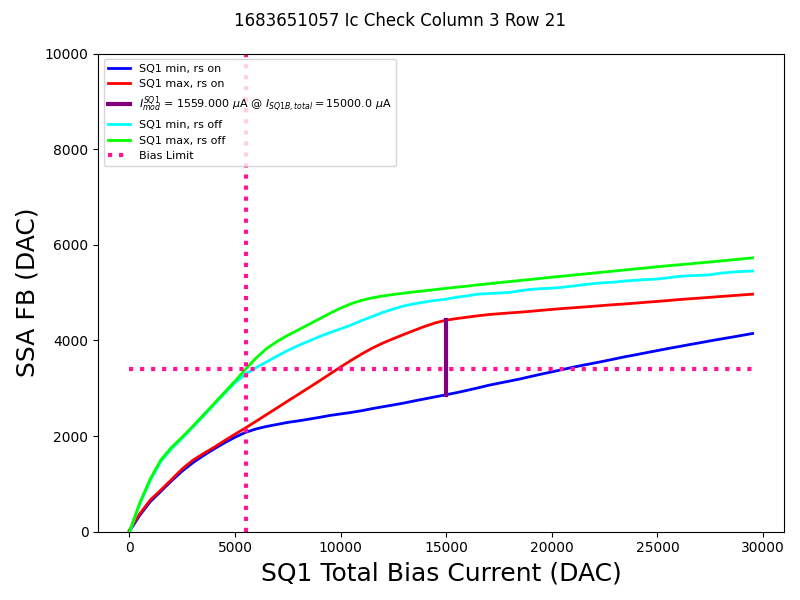 1683651057 Ic Check Column 3 Row 21
10000
8000
6000
4000
2000
0
SSA FB (DAC)
SQ1 min, rs on
SQ1 max, rs on
I_{mod}^{SQ1} = 1559.000 μA @ I_{SQ1B,total} = 15000.0 μA
SQ1 min, rs off
SQ1 max, rs off
Bias Limit
0 5000 10000 15000 20000 25000 30000
SQ1 Total Bias Current (DAC)